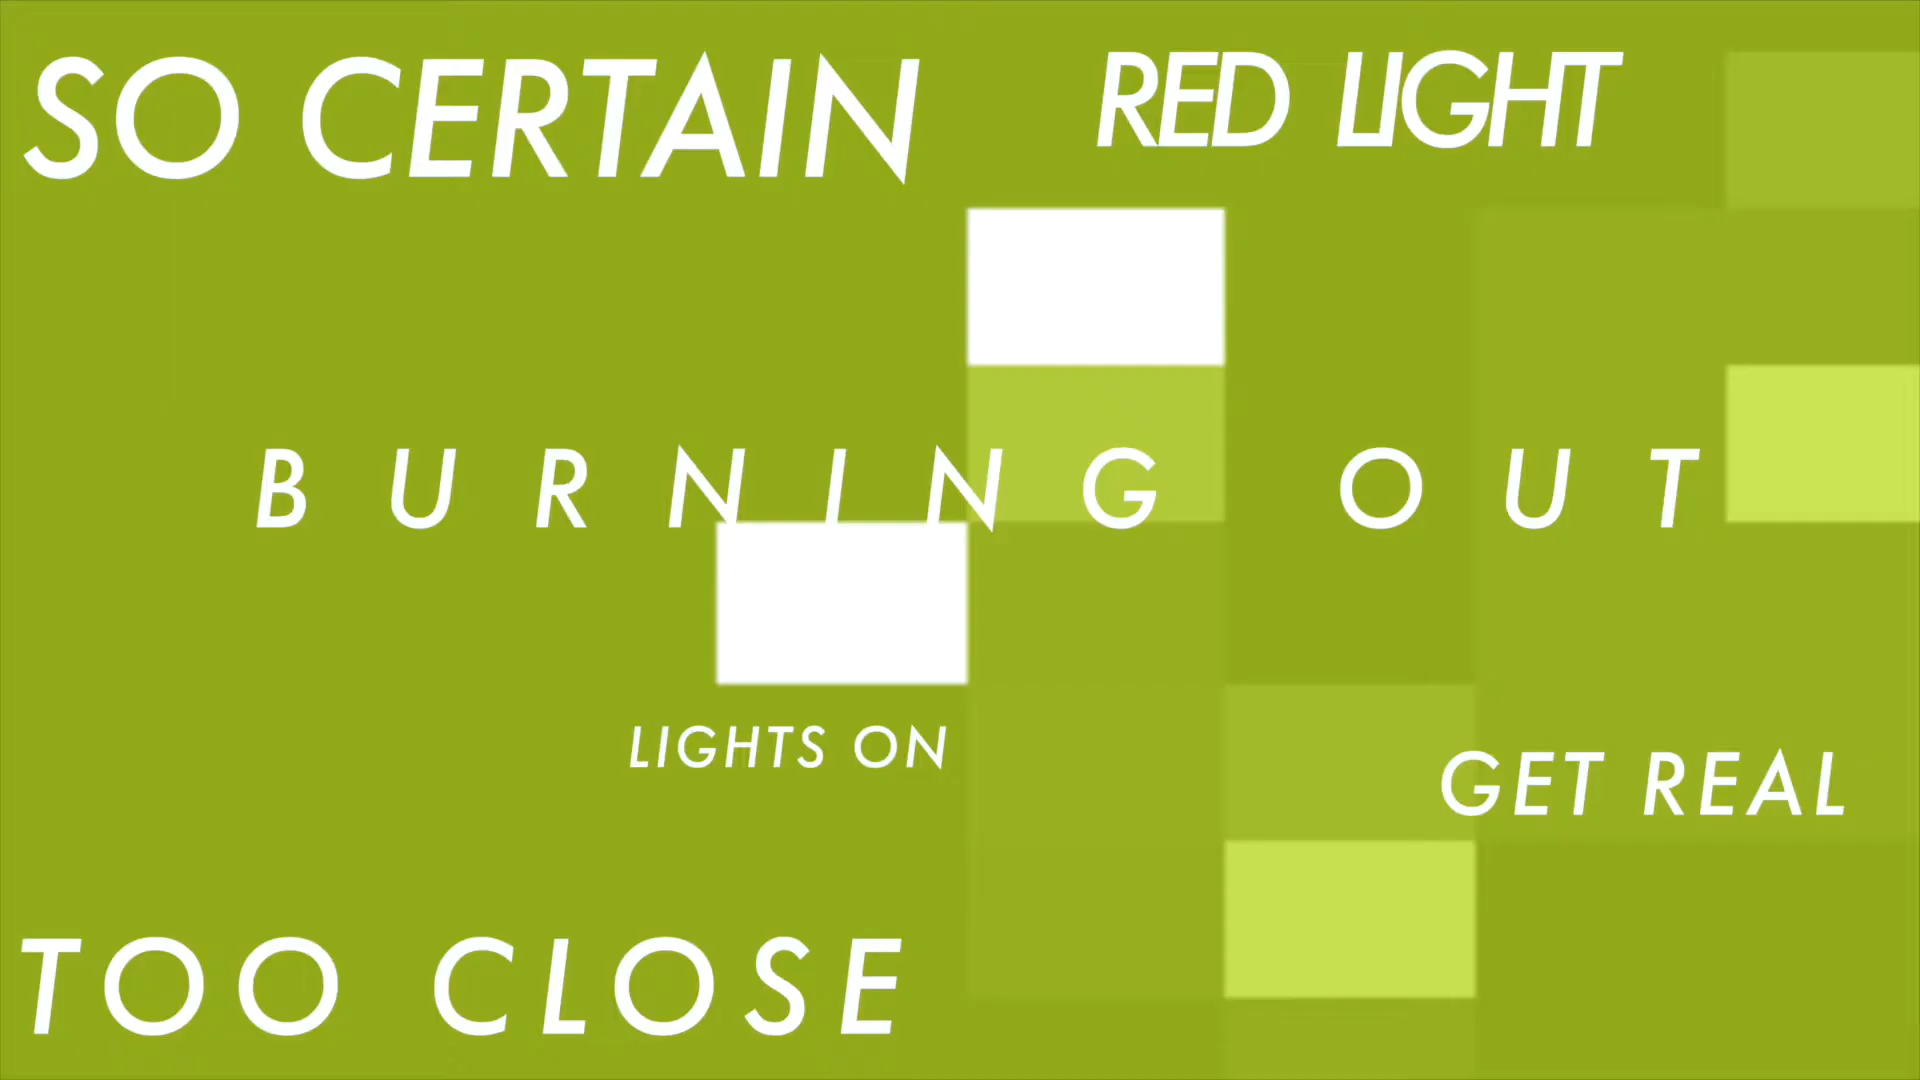 SO CERTAIN
RED LIGHT
BURNING OUT
LIGHTS ON
GET REAL
TOO CLOSE